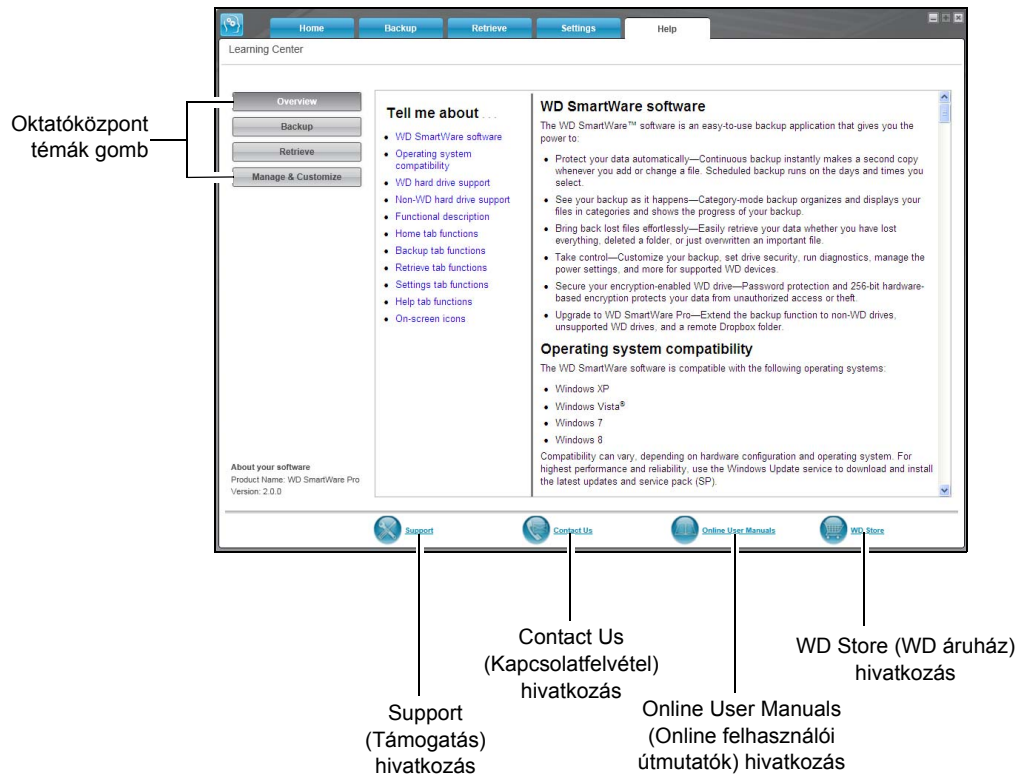 Home Backup Retrieve Settings Help
Learning Center
Oktatóközpont
témák gomb
Overview
Backup
Retrieve
Manage & Customize
Tell me about . . .
• WD SmartWare software
• Operating system
compatibility
• WD hard drive support
• Non-WD hard drive support
• Functional description
• Home tab functions
• Backup tab functions
• Retrieve tab functions
• Settings tab functions
• Help tab functions
• On-screen icons
WD SmartWare software
The WD SmartWare™ software is an easy-to-use backup application that gives you the
power to:
• Protect your data automatically—Continuous backup instantly makes a second copy
whenever you add or change a file. Scheduled backup runs on the days and times you
select.
• See your backup as it happens—Category-mode backup organizes and displays your
files in categories and shows the progress of your backup.
• Bring back lost files effortlessly—Easily retrieve your data whether you have lost
everything, deleted a folder, or just overwritten an important file.
• Take control—Customize your backup, set drive security, run diagnostics, manage the
power settings, and more for supported WD devices.
• Secure your encryption-enabled WD drive—Password protection and 256-bit hardware-
based encryption protects your data from unauthorized access or theft.
• Upgrade to WD SmartWare Pro—Extend the backup function to non-WD drives,
unsupported WD drives, and a remote Dropbox folder.
Operating system compatibility
The WD SmartWare software is compatible with the following operating systems:
• Windows XP
• Windows Vista®
• Windows 7
• Windows 8
Compatibility can vary, depending on hardware configuration and operating system. For
highest performance and reliability, use the Windows Update service to download and install
the latest updates and service pack (SP).
About your software
Product Name: WD SmartWare Pro
Version: 2.0.0
Support Contact Us Online User Manuals WD Store
Contact Us
(Kapcsolatfelvétel)
hivatkozás
WD Store (WD áruház)
hivatkozás
Support
(Támogatás)
hivatkozás
Online User Manuals
(Online felhasználói
útmutatók) hivatkozás